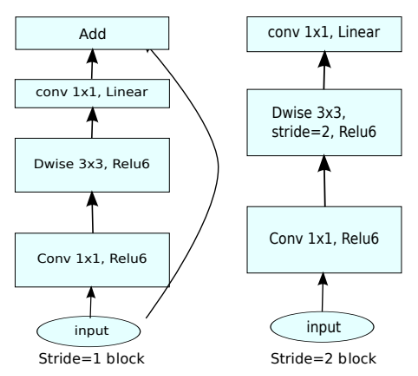 Add
conv 1x1, Linear
Dwise 3x3, Relu6
Conv 1x1, Relu6
input
Stride=1 block
conv 1x1, Linear
Dwise 3x3,
stride=2, Relu6
Conv 1x1, Relu6
input
Stride=2 block